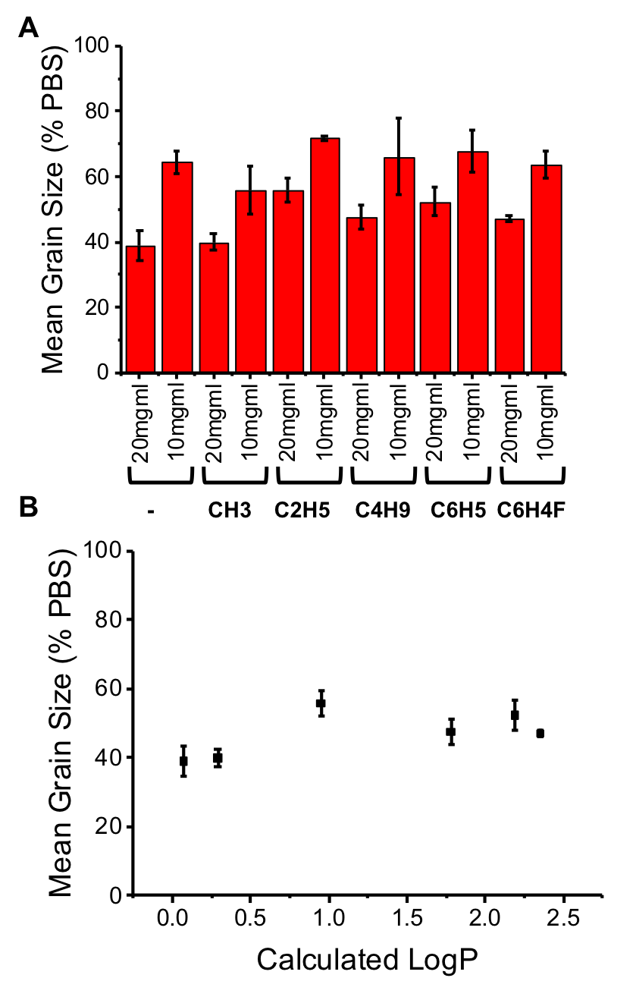 A
Mean Grain Size (% PBS)
100
80
60
40
20
0
20mgml 10mgml 20mgml 10mgml 20mgml 10mgml 20mgml 10mgml 20mgml 10mgml 20mgml 10mgml
- CH3 C2H5 C4H9 C6H5 C6H4F
B
Mean Grain Size (% PBS)
100
80
60
40
20
0
0.0 0.5 1.0 1.5 2.0 2.5
Calculated LogP